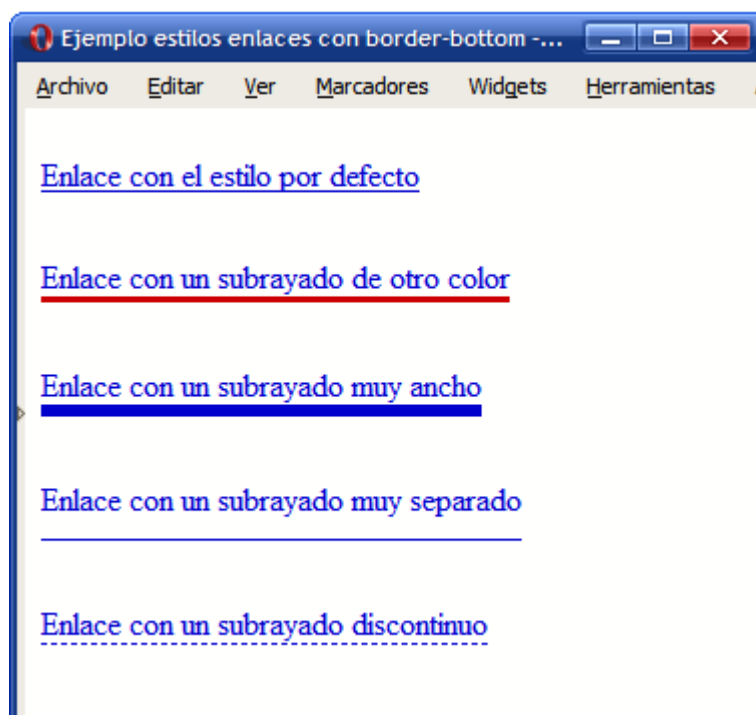 Ejemplo estilos enlaces con border-bottom -...
Archivo Editar Ver Marcadores Widgets Herramientas
Enlace con el estilo por defecto
Enlace con un subrayado de otro color
Enlace con un subrayado muy ancho
Enlace con un subrayado muy separado
Enlace con un subrayado discontinuo